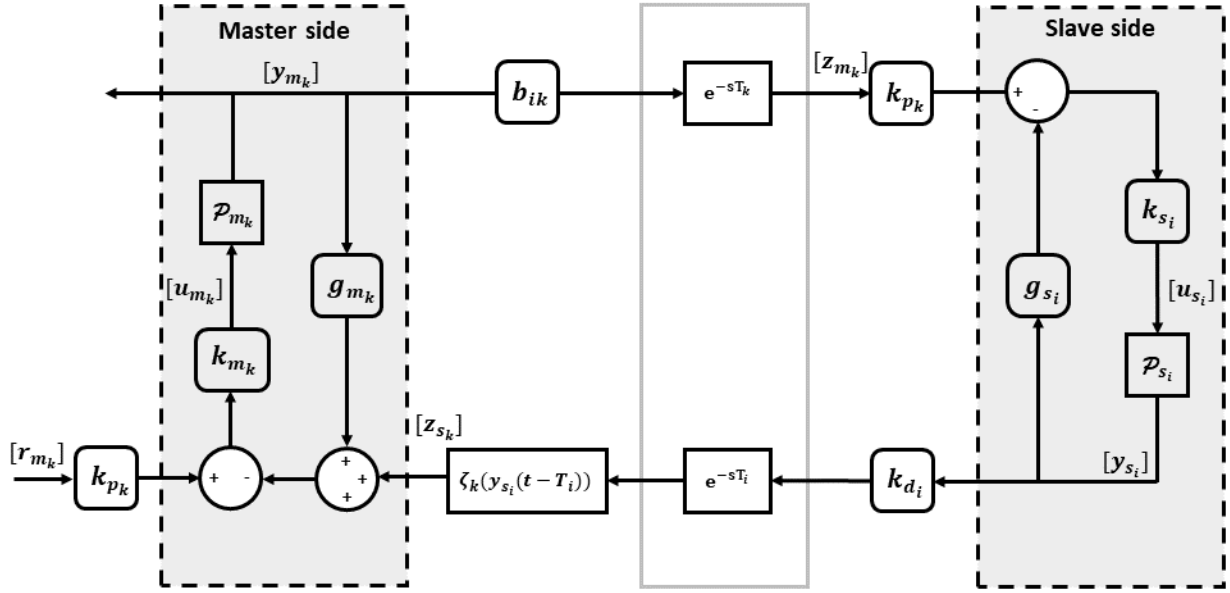 Master side
Slave side
[y_{m_k}]
[z_{m_k}]
b_{ik}
e^{-sT_k}
k_{p_k}
+
-
𝒫_{m_k}
k_{s_i}
[u_{m_k}]
g_{m_k}
g_{s_i}
[u_{s_i}]
k_{m_k}
𝒫_{s_i}
[z_{s_k}]
[r_{m_k}]
[y_{s_i}]
k_{p_k}
+ -
+
+
+
ζ_k(y_{s_i}(t − T_i))
e^{-sT_i}
k_{d_i}